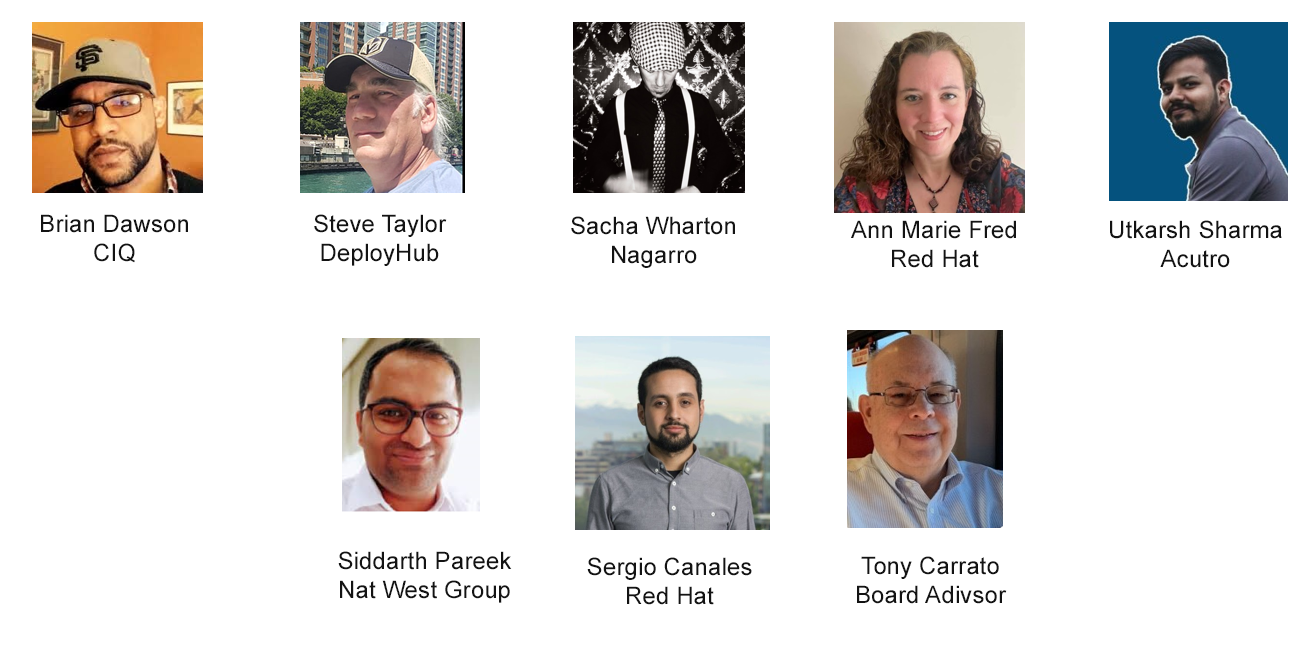 Brian Dawson
CIQ
Steve Taylor
DeployHub
Sacha Wharton
Nagarro
Ann Marie Fred
Red Hat
Utkarsh Sharma
Acutro
Siddarth Pareek
Nat West Group
Sergio Canales
Red Hat
Tony Carrato
Board Adivsor